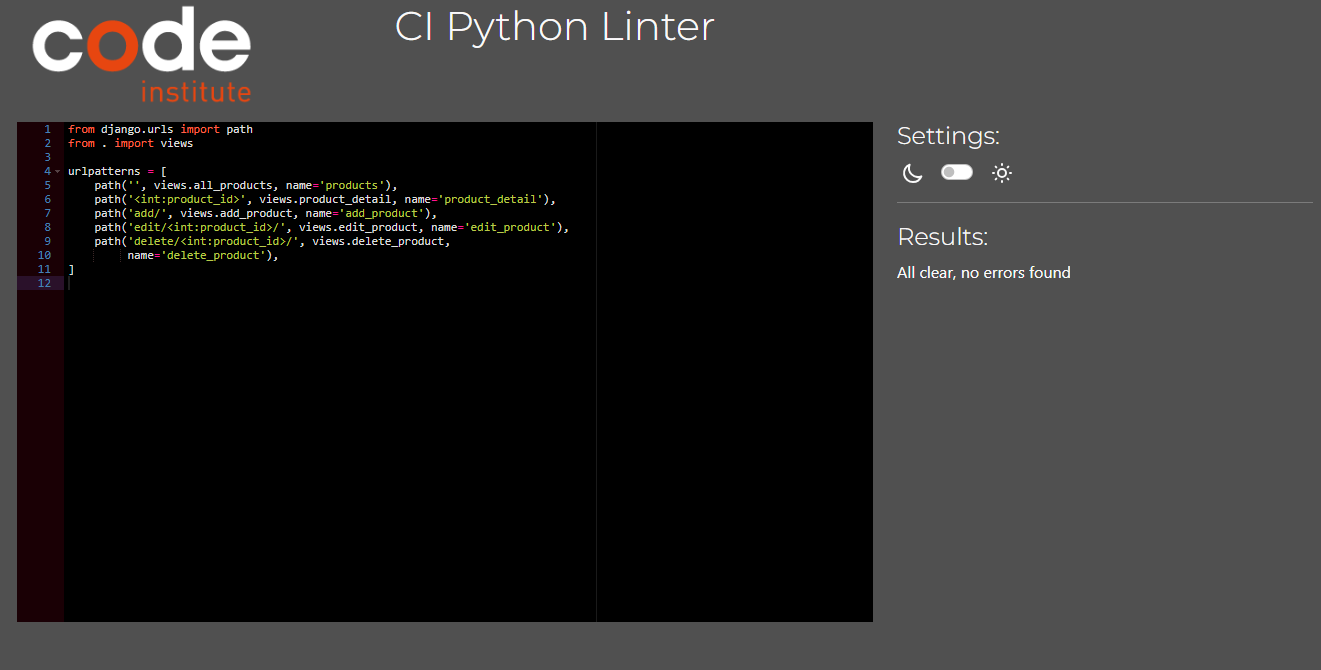 code
institute
CI Python Linter
1 from django.urls import path
2 from . import views
3
4 urlpatterns = [
5     path('', views.all_products, name='products'),
6     path('<int:product_id>', views.product_detail, name='product_detail'),
7     path('add/', views.add_product, name='add_product'),
8     path('edit/<int:product_id>/', views.edit_product, name='edit_product'),
9     path('delete/<int:product_id>/', views.delete_product,
10          name='delete_product'),
11 ]
12
Settings:
Results:
All clear, no errors found